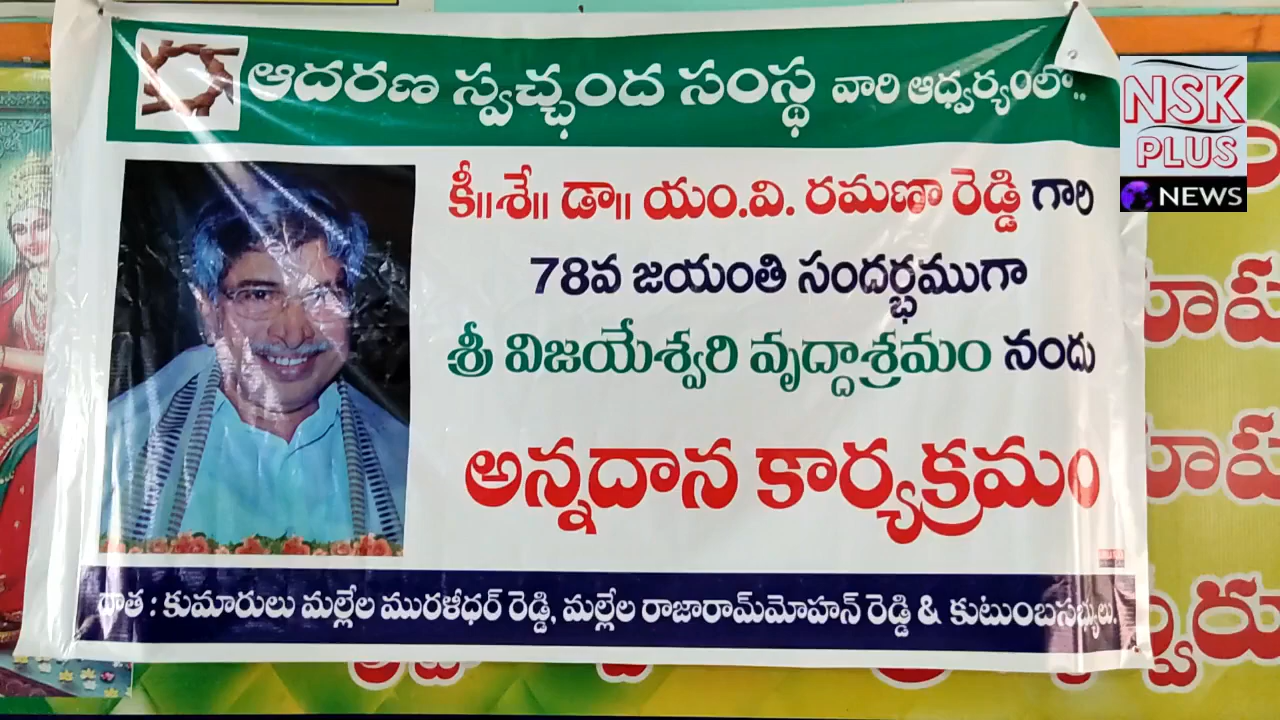 ఆదరణ స్వచ్ఛంద సంస్థ వారి ఆధ్వర్యంలో..
NSK
PLUS
NEWS
కీ॥శే॥ డా॥ యం.వి. రమణా రెడ్డి గారి
78వ జయంతి సందర్భముగా
శ్రీ విజయేశ్వరి వృద్దాశ్రమం నందు
అన్నదాన కార్యక్రమం
దాత : కుమారులు మల్లేల మురళీధర్ రెడ్డి, మల్లేల రాజారామ్‌మోహన్ రెడ్డి & కుటుంబసభ్యులు.